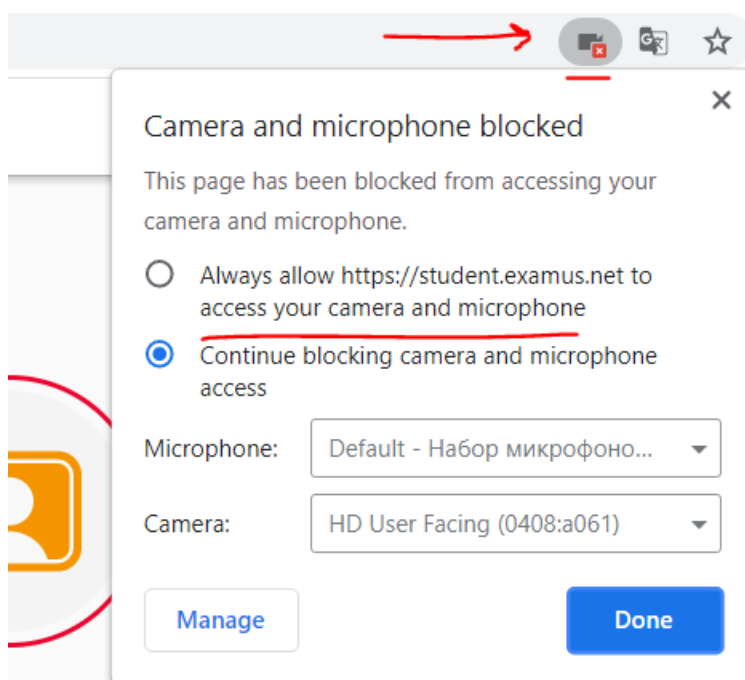 Camera and microphone blocked
This page has been blocked from accessing your
camera and microphone.
Always allow https://student.examus.net to
access your camera and microphone
Continue blocking camera and microphone
access
Microphone: Default - Набор микрофоно...
Camera: HD User Facing (0408:a061)
Manage Done